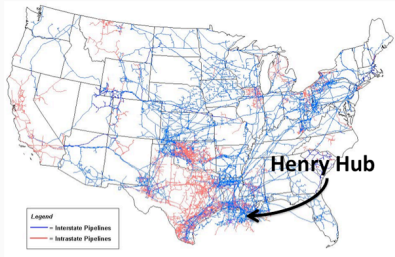 Henry Hub
Legend
= Interstate Pipelines
= Intrastate Pipelines